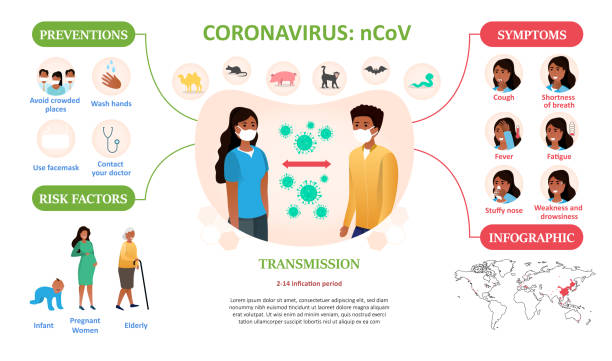 CORONAVIRUS: nCoV
PREVENTIONS
Avoid crowded
places
Wash hands
Use facemask
Contact
your doctor
RISK FACTORS
Infant
Pregnant
Women
Elderly
TRANSMISSION
2-14 infication period
Lorem ipsum dolor sit amet, consectetuer
adipiscing elit, sed diam nonummy nibh
euismod tincidunt ut laoreet dolore magna
aliquam erat volutpat. Ut wisi enim ad
minim veniam, quis nostrud exerci tation
ullamcorper suscipit lobortis nisl ut aliquip
ex ea commodo consequat.
SYMPTOMS
Cough
Shortness
of breath
Fever
Fatigue
Stuffy nose
Weakness and
drowsiness
INFOGRAPHIC